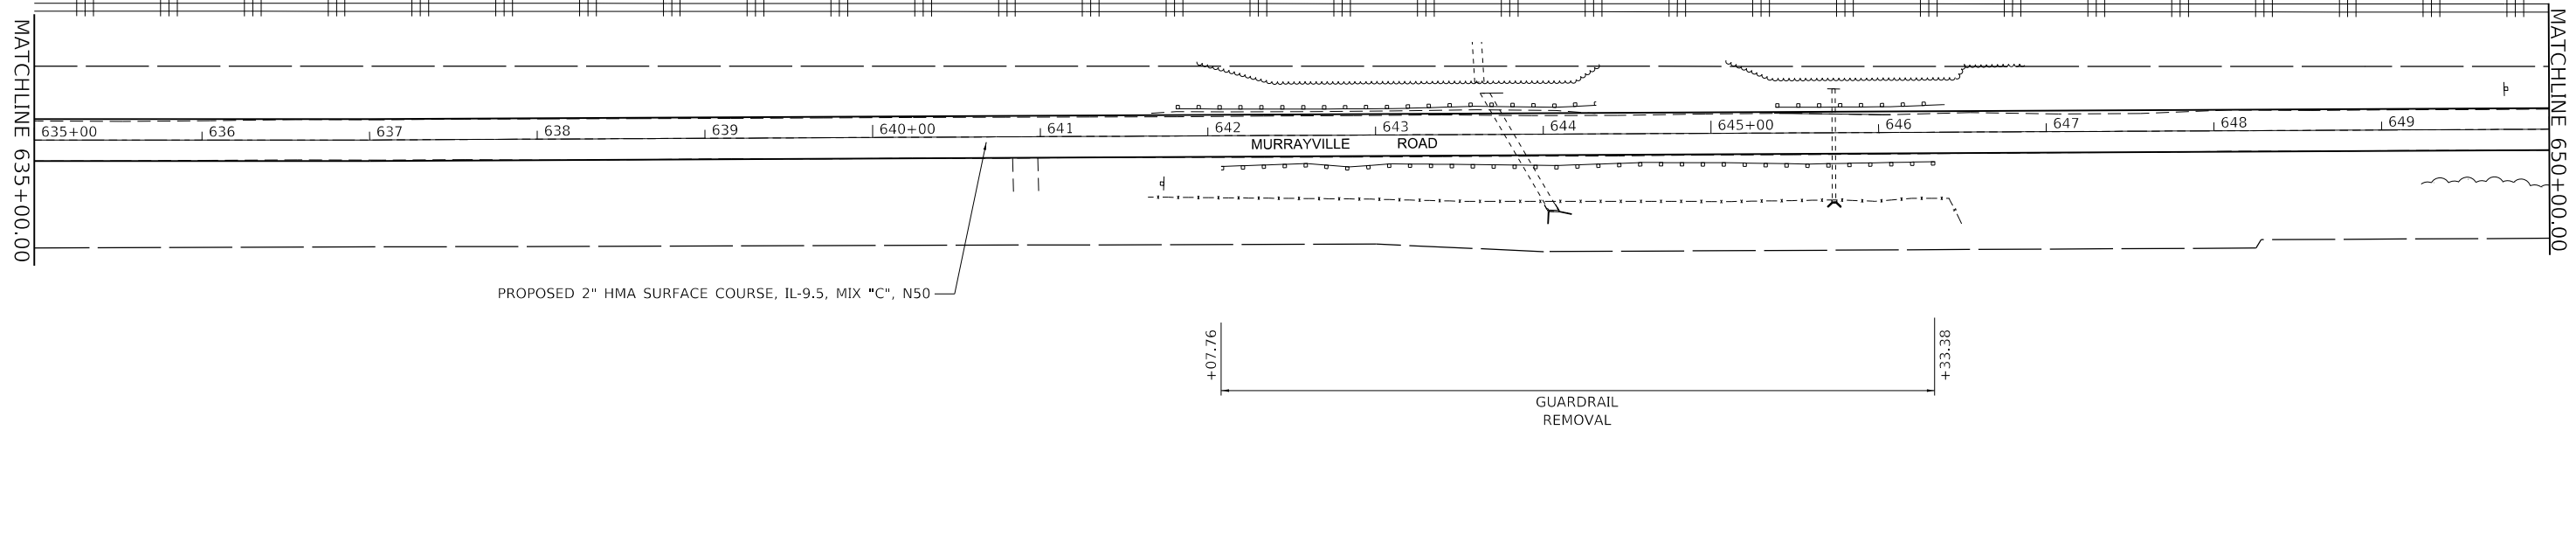 MATCHLINE 635+00.00
635+00
636
637
638
639
640+00
641
642
643
644
645+00
646
647
648
649
MATCHLINE 650+00.00
MURRAYVILLE ROAD
PROPOSED 2" HMA SURFACE COURSE, IL-9.5, MIX "C", N50
+07.76
+33.38
GUARDRAIL
REMOVAL